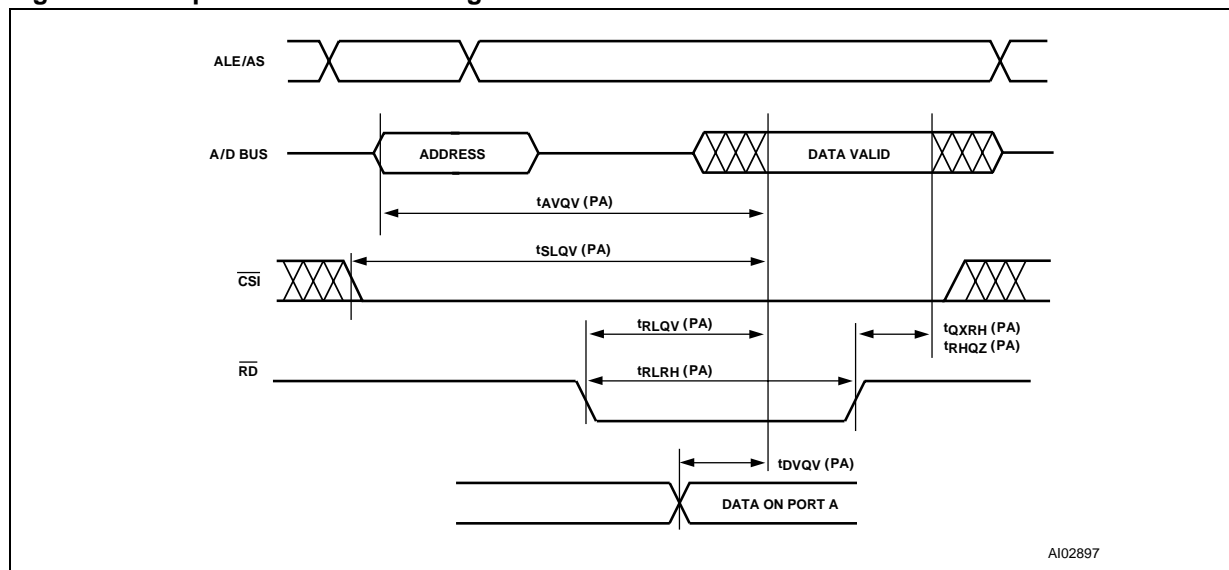 ALE/AS
A/D BUS
ADDRESS
DATA VALID
tAVQV (PA)
tSLQV (PA)
CSI
tRLQV (PA)
tQXRH (PA)
tRHQZ (PA)
tRLRH (PA)
RD
tDVQV (PA)
DATA ON PORT A
AI02897